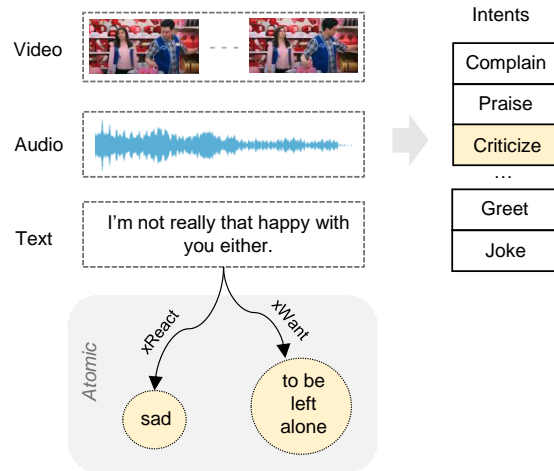 Video
Audio
Text
I'm not really that happy with
you either.
xReact
xWant
Atomic
sad
to be
left
alone
Intents
Complain
Praise
Criticize
...
Greet
Joke